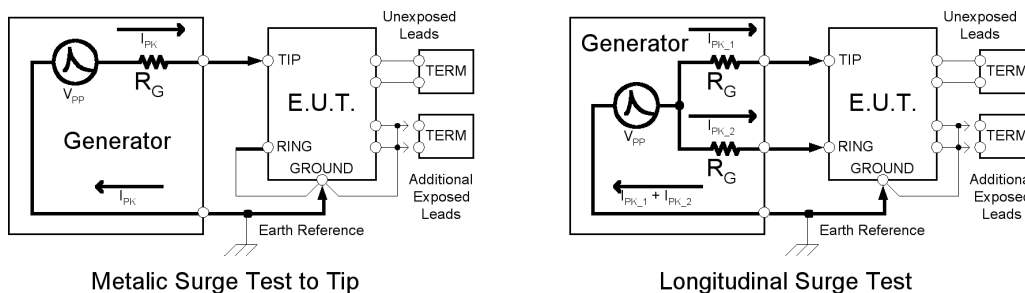 Unexposed
Leads
I PK
TIP
TERM
R G
V PP
E.U.T.
Generator
TERM
RING
GROUND
I PK
Additional
Exposed
Leads
Earth Reference
Metalic Surge Test to Tip
Unexposed
Leads
Generator
I PK_1
TIP
TERM
R G
E.U.T.
V PP
I PK_2
TERM
RING
R G
GROUND
I PK_1 + I PK_2
Additional
Exposed
Leads
Earth Reference
Longitudinal Surge Test